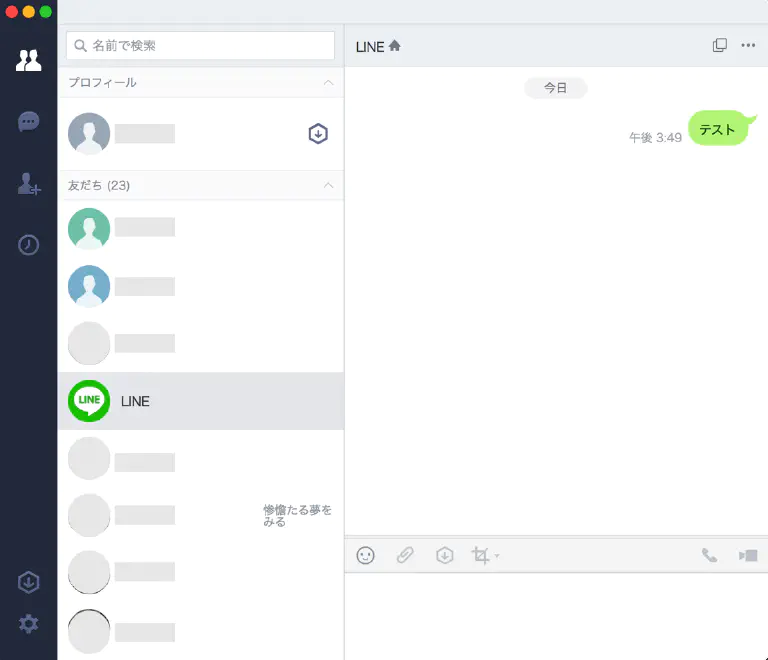 名前で検索
プロフィール
友だち (23)
LINE
LINE
惨憺たる夢を
みる
LINE
今日
午後 3:49
テスト